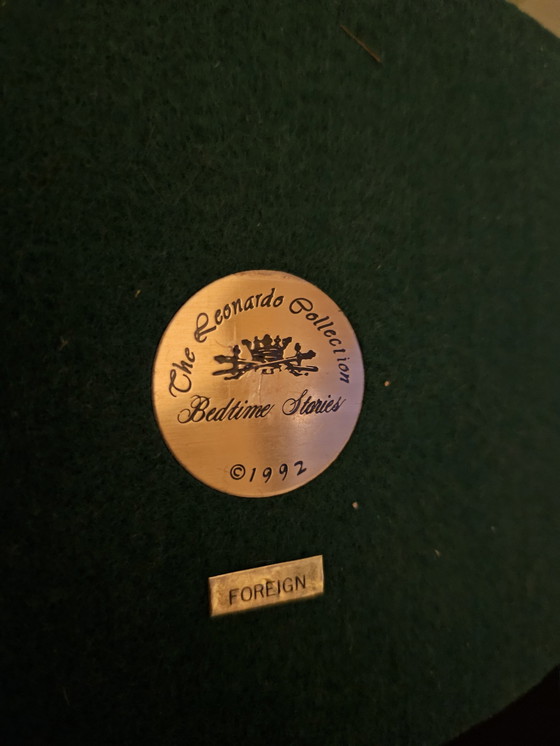 The Leonardo Collection
Bedtime Stories
©1992
FOREIGN